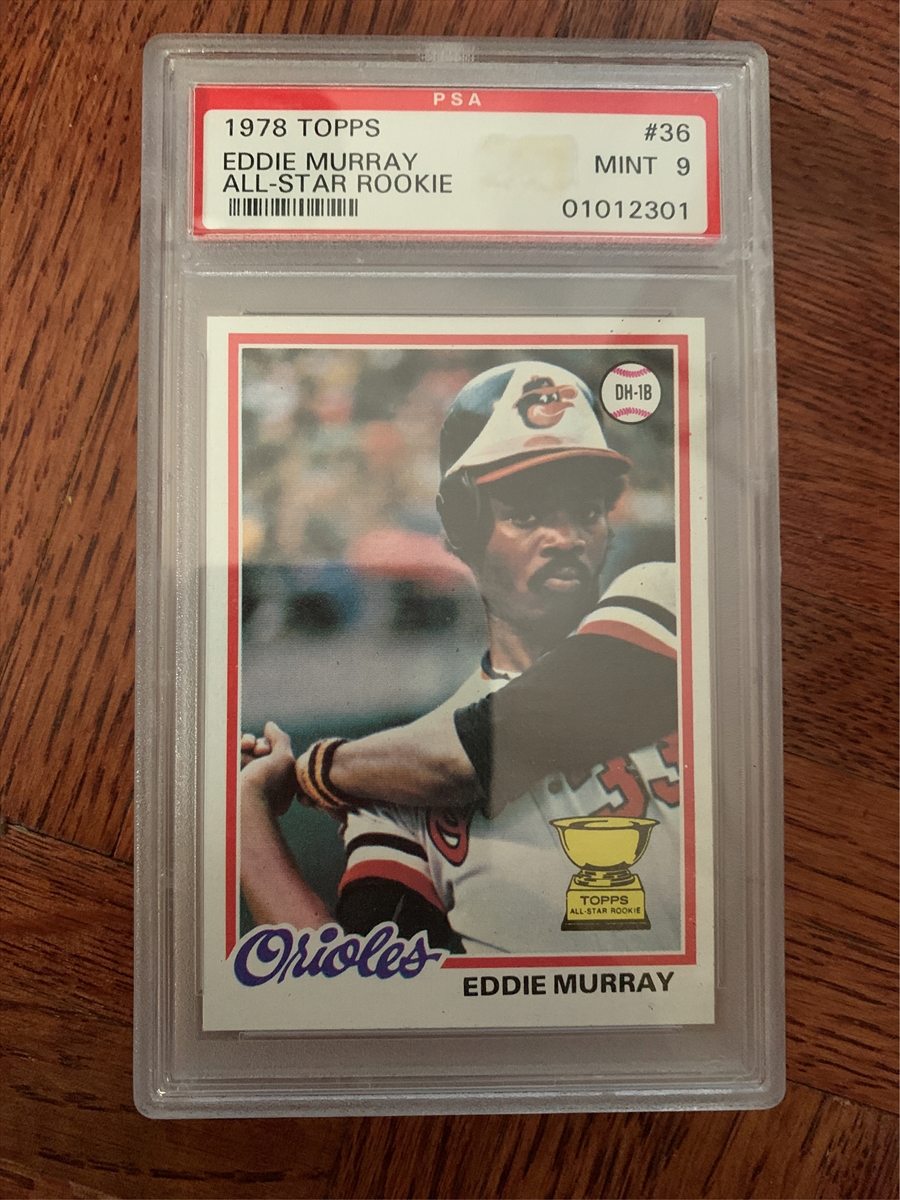 PSA
1978 TOPPS #36
EDDIE MURRAY MINT 9
ALL-STAR ROOKIE
01012301
DH-1B
33
TOPPS
ALL-STAR ROOKIE
Orioles
EDDIE MURRAY